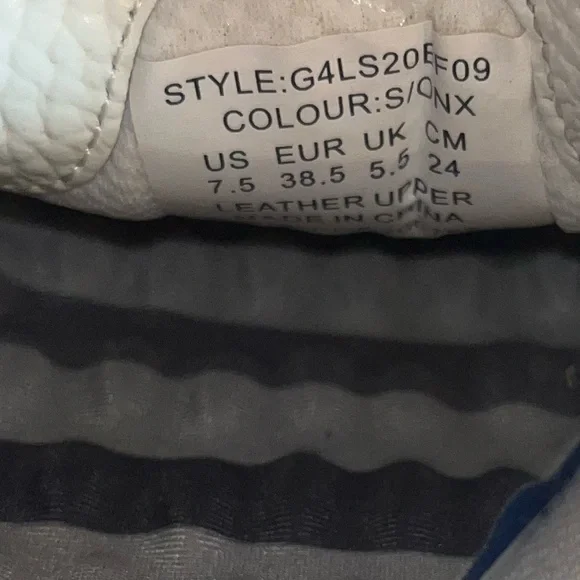 STYLE:G4LS20EF09
COLOUR:S/ONX
US EUR UK CM
7.5 38.5 5.5 24
LEATHER UPPER
MADE IN CHINA